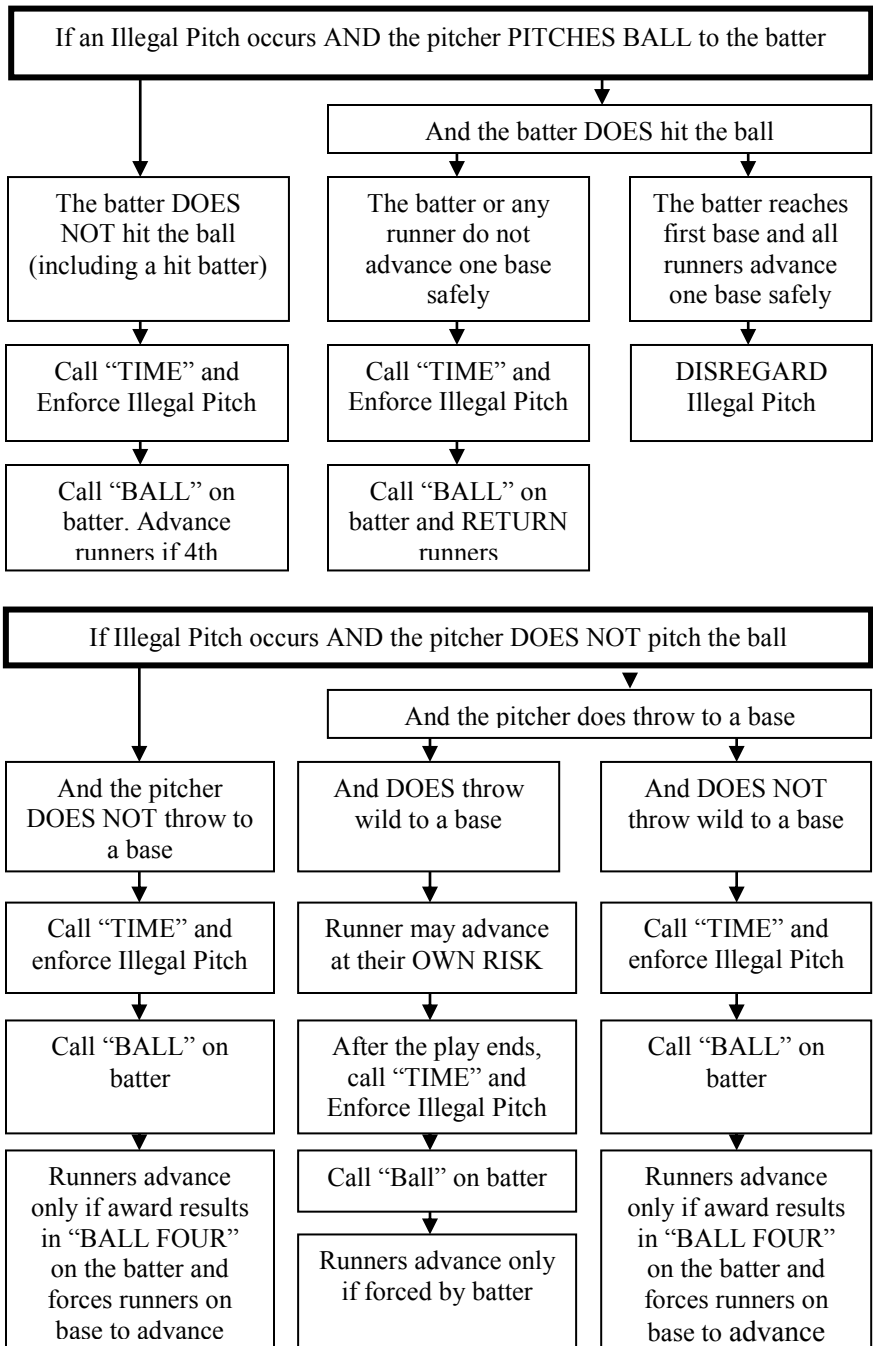 If an Illegal Pitch occurs AND the pitcher PITCHES BALL to the batter
And the batter DOES hit the ball
The batter DOES
NOT hit the ball
(including a hit batter)
The batter or any
runner do not
advance one base
safely
The batter reaches
first base and all
runners advance
one base safely
Call “TIME” and
Enforce Illegal Pitch
Call “TIME” and
Enforce Illegal Pitch
DISREGARD
Illegal Pitch
Call “BALL” on
batter. Advance
runners if 4th
Call “BALL” on
batter and RETURN
runners
If Illegal Pitch occurs AND the pitcher DOES NOT pitch the ball
And the pitcher does throw to a base
And the pitcher
DOES NOT throw to
a base
And DOES throw
wild to a base
And DOES NOT
throw wild to a base
Call “TIME” and
enforce Illegal Pitch
Runner may advance
at their OWN RISK
Call “TIME” and
enforce Illegal Pitch
Call “BALL” on
batter
After the play ends,
call “TIME” and
Enforce Illegal Pitch
Call “BALL” on
batter
Runners advance
only if award results
in “BALL FOUR”
on the batter and
forces runners on
base to advance
Call “Ball” on batter
Runners advance only
if forced by batter
Runners advance
only if award results
in “BALL FOUR”
on the batter and
forces runners on
base to advance